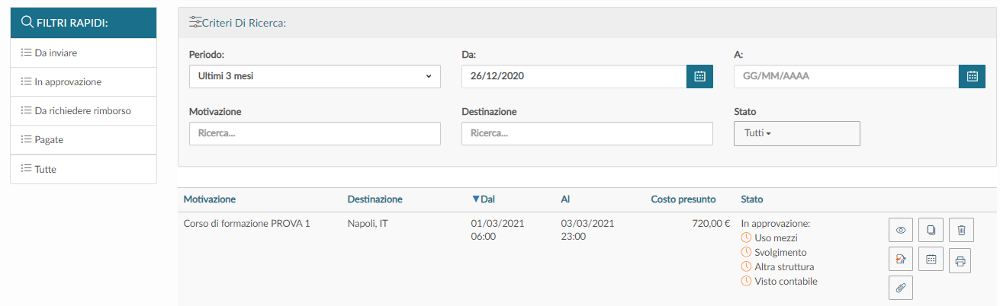 FILTRI RAPIDI:
Da inviare
In approvazione
Da richiedere rimborso
Pagate
Tutte
Criteri Di Ricerca:
Periodo: Da: A:
Ultimi 3 mesi 26/12/2020 GG/MM/AAAA
Motivazione Destinazione Stato
Ricerca... Ricerca... Tutti
Motivazione Destinazione Dal Al Costo presunto Stato
Corso di formazione PROVA 1 Napoli, IT 01/03/2021 03/03/2021 720,00 € In approvazione:
06:00 23:00 Uso mezzi
Svolgimento
Altra struttura
Visto contabile